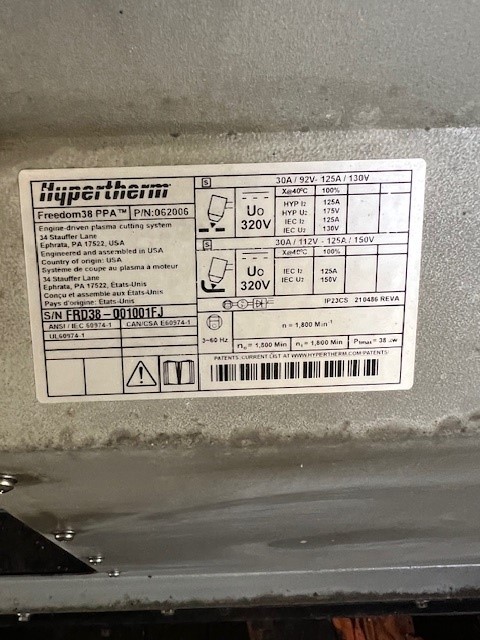 Hypertherm
Freedom38 PPA™ P/N:062006
Engine-driven plasma cutting system
34 Stauffer Lane
Ephrata, PA 17522, USA
Engineered and assembled in USA
Country of origin: USA
Système de coupe au plasma à moteur
34 Stauffer Lane
Ephrata, PA 17522, États-Unis
Conçu et assemblé aux États-Unis
Pays d'origine: États-Unis
S/N FRD38-001001FJ
ANSI / IEC 60974-1 CAN/CSA E60974-1
UL60974-1
S 30A / 92V- 125A / 130V
X@40°C 100%
U0 320V
HYP I2 125A
HYP U2 175V
IEC I2 125A
IEC U2 130V
S 30A / 112V - 125A / 150V
X@40°C 100%
U0 320V
IEC I2 125A
IEC U2 150V
IP23CS 210486 REVA
n = 1,800 Min-1
3~60 Hz
n0 = 1,800 Min n1 = 1,800 Min P1max = 38 kW
PATENTS: CURRENT LIST AT WWW.HYPERTHERM.COM/PATENTS/